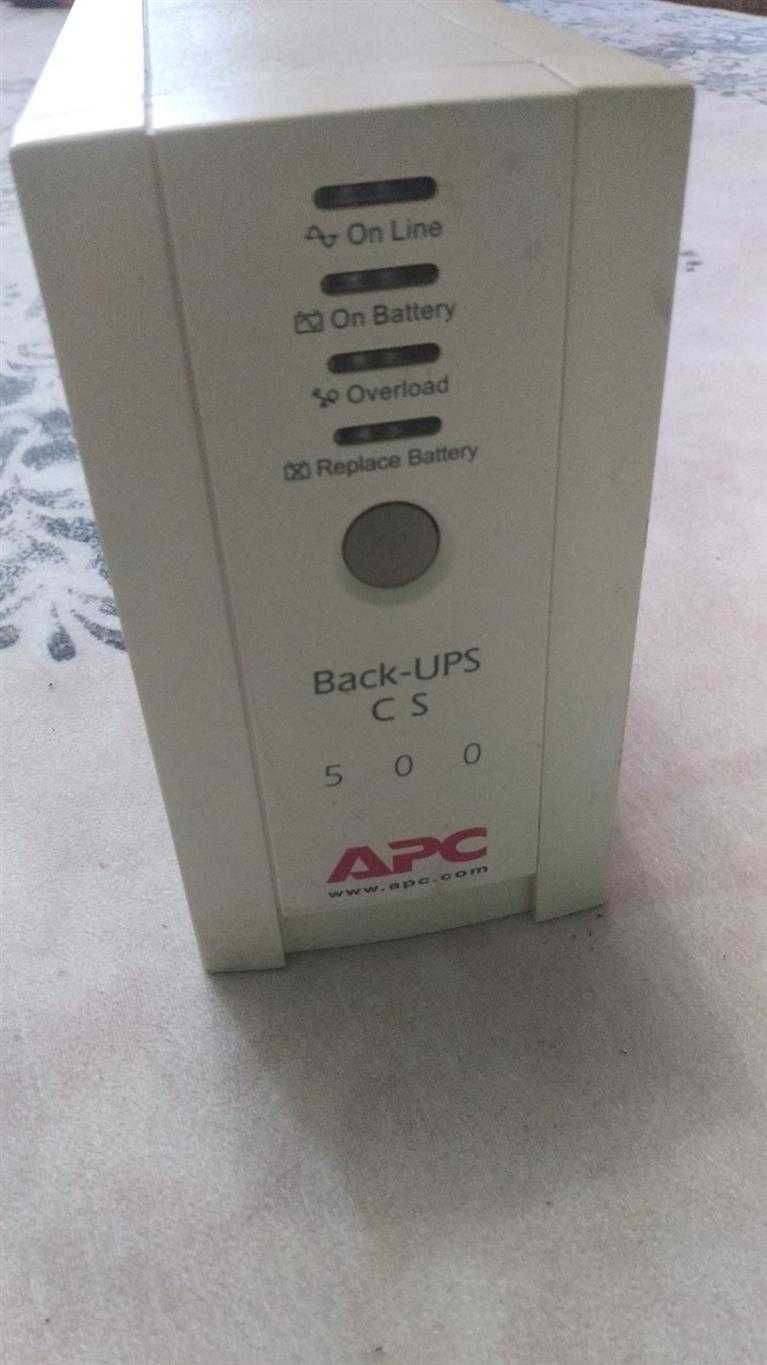 On Line
On Battery
Overload
Replace Battery
Back-UPS
C S
5 0 0
APC
www.apc.com